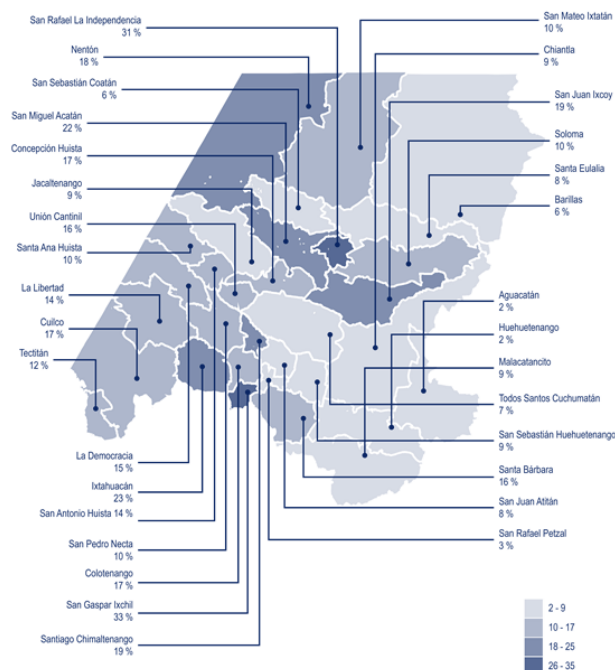 San Rafael La Independencia
31 %
Nentón
18 %
San Sebastián Coatán
6 %
San Miguel Acatán
22 %
Concepción Huista
17 %
Jacaltenango
9 %
Unión Cantinil
16 %
Santa Ana Huista
10 %
La Libertad
14 %
Cuilco
17 %
Tectitán
12 %
La Democracia
15 %
Ixtahuacán
23 %
San Antonio Huista 14 %
San Pedro Necta
10 %
Colotenango
17 %
San Gaspar Ixchil
33 %
Santiago Chimaltenango
19 %
San Mateo Ixtatán
10 %
Chiantla
9 %
San Juan Ixcoy
19 %
Soloma
10 %
Santa Eulalia
8 %
Barillas
6 %
Aguacatán
2 %
Huehuetenango
2 %
Malacatancito
9 %
Todos Santos Cuchumatán
7 %
San Sebastián Huehuetenango
9 %
Santa Bárbara
16 %
San Juan Atitán
8 %
San Rafael Petzal
3 %
2 - 9
10 - 17
18 - 25
26 - 35